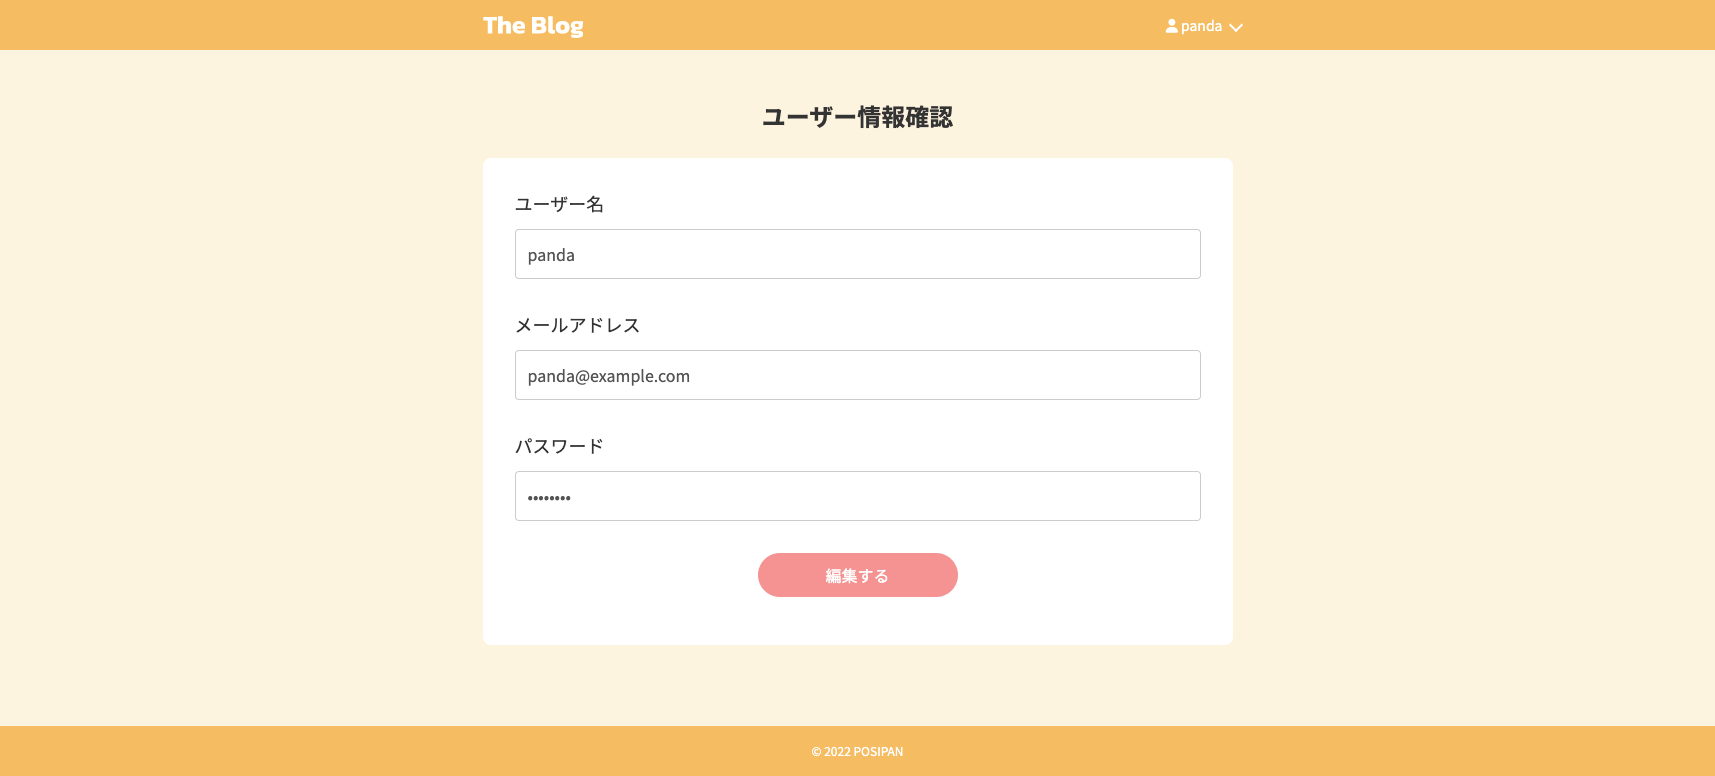 The Blog
panda
ユーザー情報確認
ユーザー名
panda
メールアドレス
panda@example.com
パスワード
••••••••
編集する
© 2022 POSIPAN